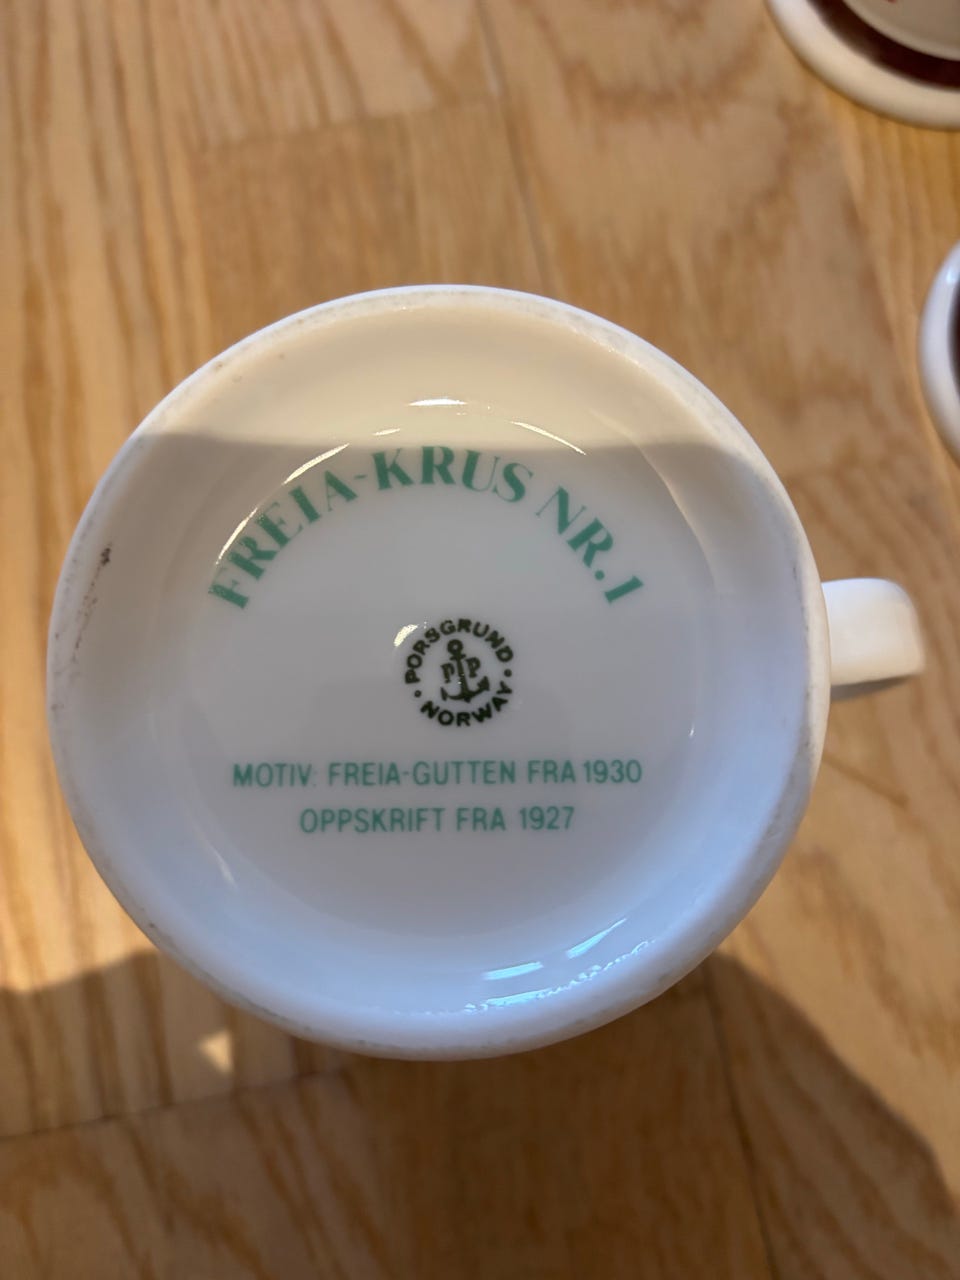 FREIA-KRUS NR.1
PORSGRUND
PP
NORWAY
MOTIV: FREIA-GUTTEN FRA 1930
OPPSKRIFT FRA 1927